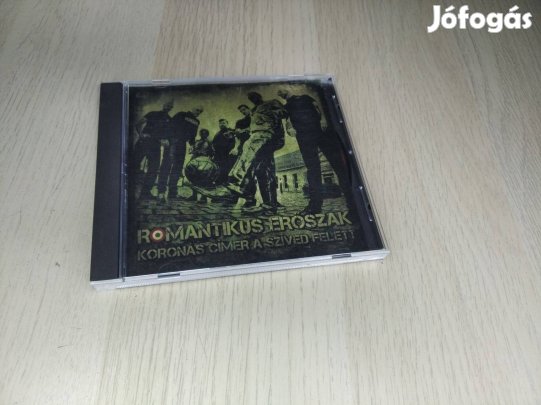 Jófogás
ROMANTIKUS ERŐSZAK
KORONÁS CÍMER A SZÍVED FELETT